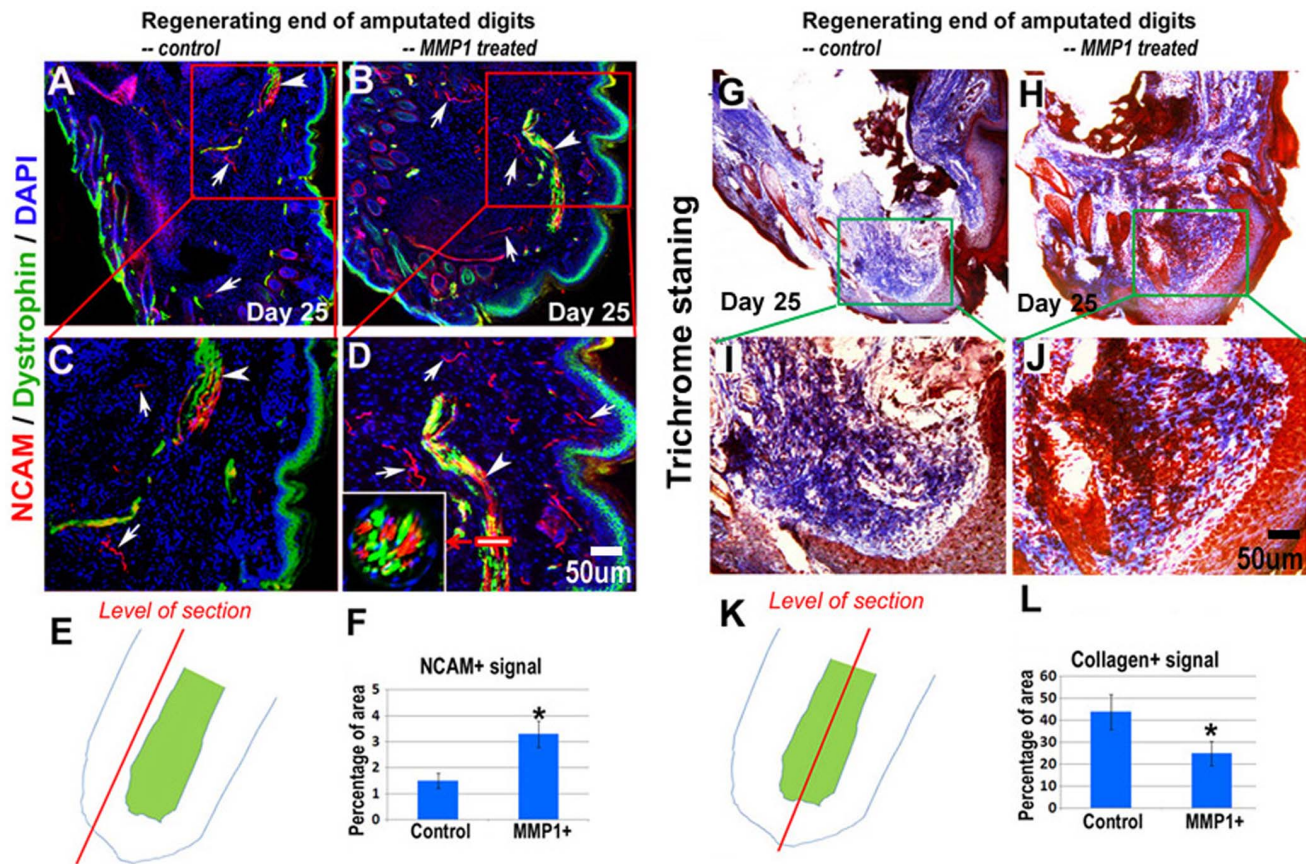 Regenerating end of amputated digits
-- control
-- MMP1 treated
NCAM / Dystrophin / DAPI
A
Day 25
B
Day 25
C
D
50um
E
Level of section
F
NCAM+ signal
Percentage of area
5
4
3
2
1
0
*
Control
MMP1+
Regenerating end of amputated digits
-- control
-- MMP1 treated
Trichrome staning
G
Day 25
H
Day 25
I
J
50um
K
Level of section
L
Collagen+ signal
Percentage of area
60
50
40
30
20
10
0
*
Control
MMP1+